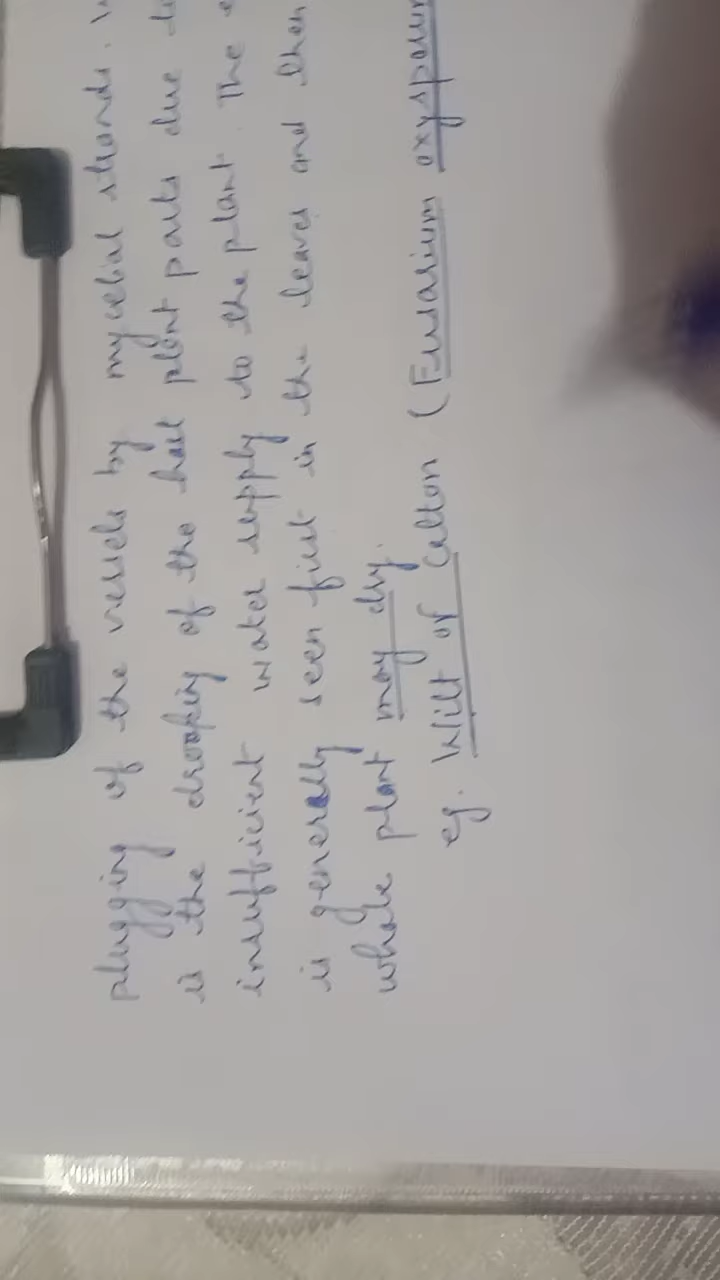 plugging of the vessels by mycelial strands.
is the drooping of the host plant parts due to
insufficient water supply to the plant. The
is generally seen first in the leaves and then
whole plant may dry.
eg. Wilt of Cotton (Fusarium